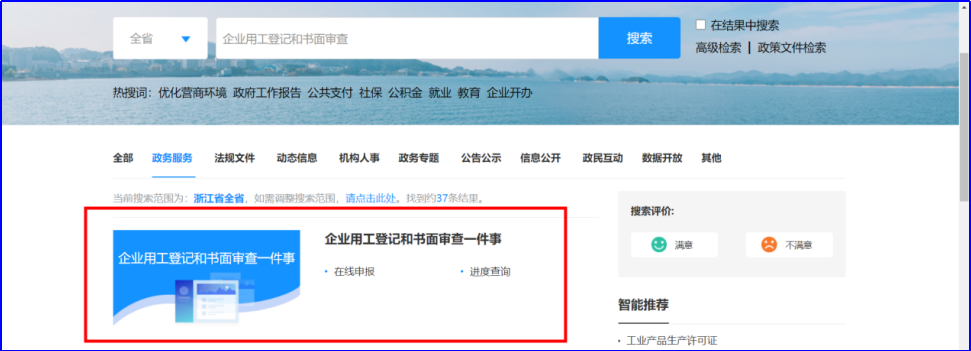 全省
企业用工登记和书面审查
搜索
在结果中搜索
高级检索 | 政策文件检索
热搜词：优化营商环境 政府工作报告 公共支付 社保 公积金 就业 教育 企业开办
全部 政务服务 法规文件 动态信息 机构人事 政务专题 公告公示 信息公开 政民互动 数据开放 其他
当前搜索范围为：浙江省全省，如需调整搜索范围，请点击此处。找到约37条结果。
企业用工登记和书面审查一件事
企业用工登记和书面审查一件事
• 在线申报
• 进度查询
搜索评价:
满意
不满意
智能推荐
• 工业产品生产许可证